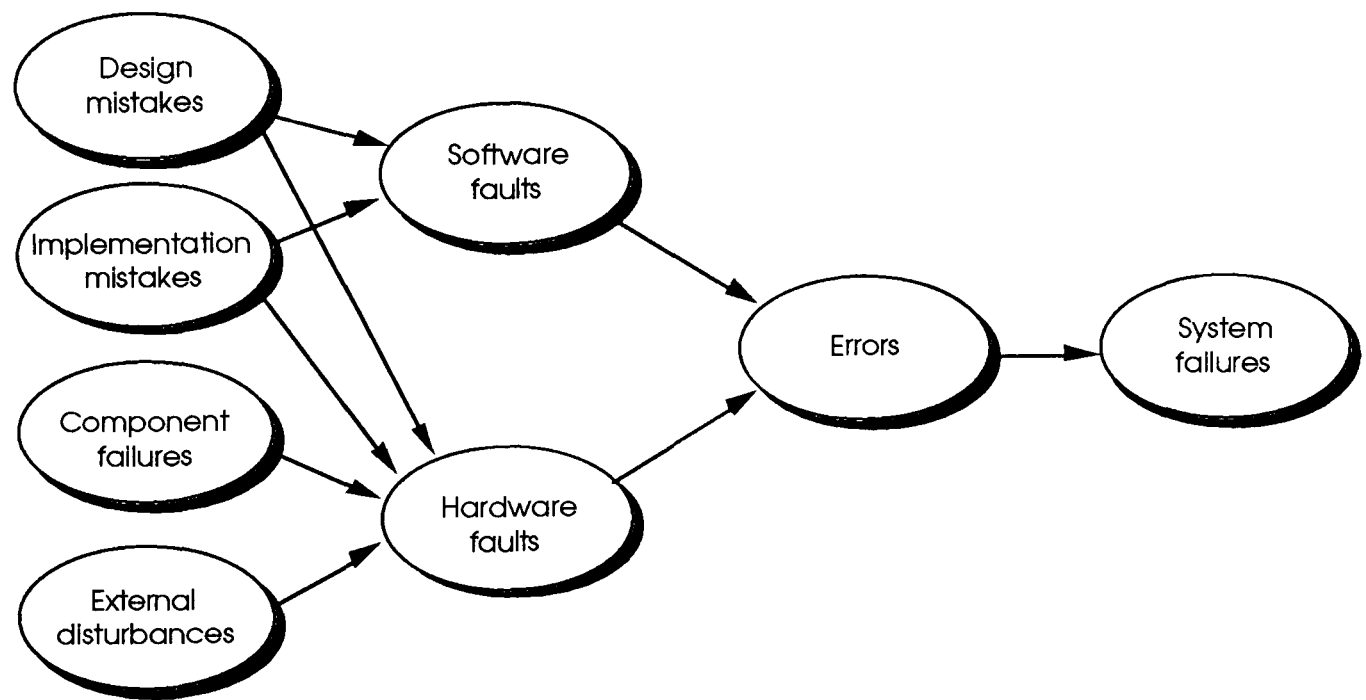 Design
mistakes
Software
faults
Implementation
mistakes
Errors
System
failures
Component
failures
Hardware
faults
External
disturbances